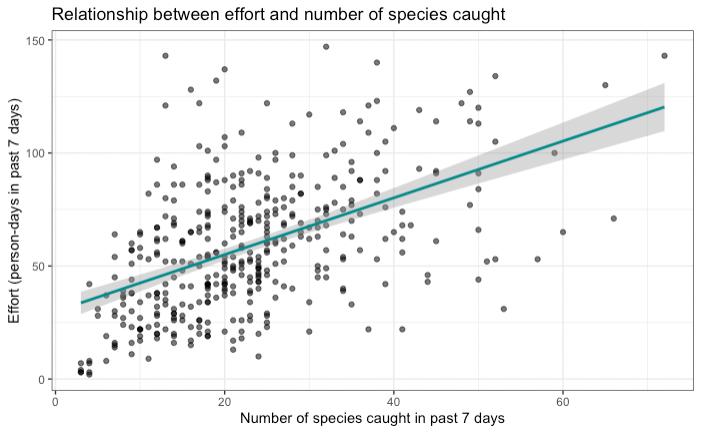 Relationship between effort and number of species caught
Effort (person-days in past 7 days)
150
100
50
0
0 20 40 60
Number of species caught in past 7 days